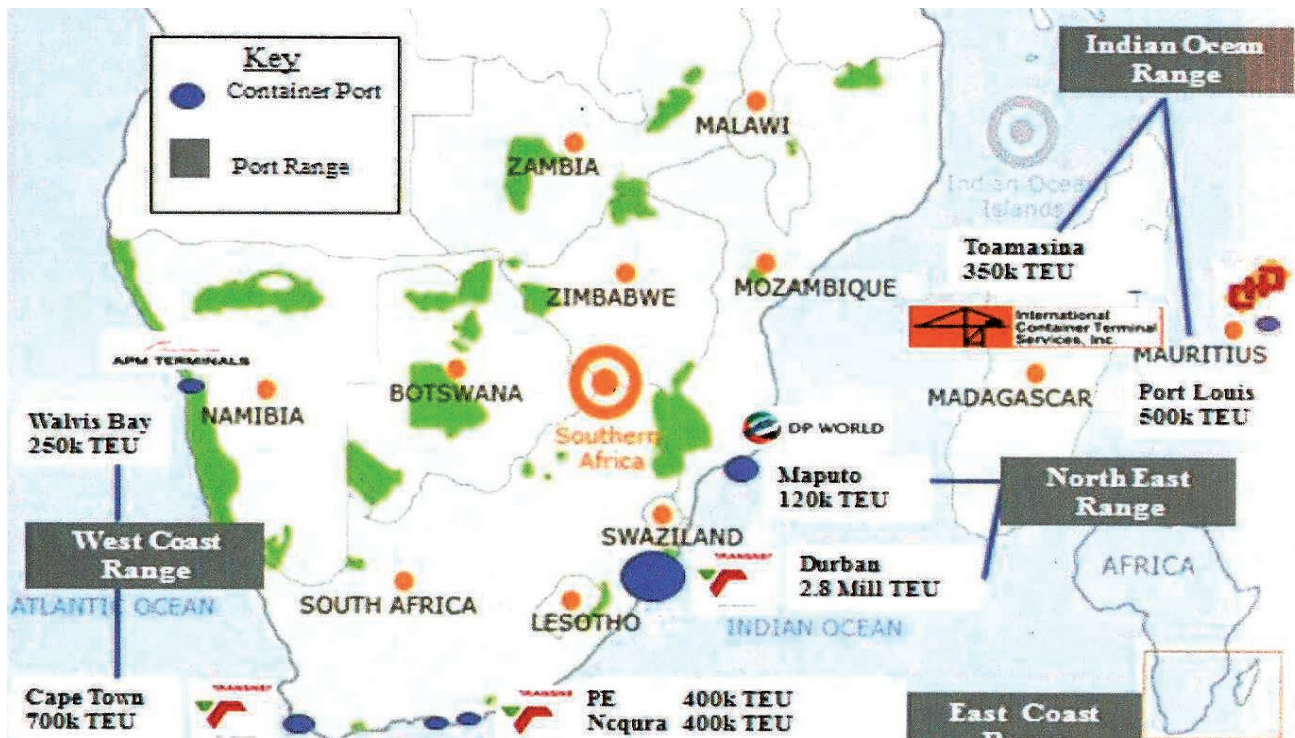 Key
Container Port
Port Range
Indian Ocean
Range
MALAWI
ZAMBIA
Indian Ocean
Islands
Toamasina
350k TEU
ZIMBABWE
MOZAMBIQUE
International
Container Terminal
Services, Inc.
MAURITIUS
Port Louis
500k TEU
APM TERMINALS
NAMIBIA
BOTSWANA
MADAGASCAR
Walvis Bay
250k TEU
Southern
Africa
DP WORLD
Maputo
120k TEU
North East
Range
SWAZILAND
West Coast
Range
Durban
2.8 Mill TEU
AFRICA
ATLANTIC OCEAN
SOUTH AFRICA
LESOTHO
INDIAN OCEAN
Cape Town
700k TEU
PE 400k TEU
Ncqura 400k TEU
East Coast